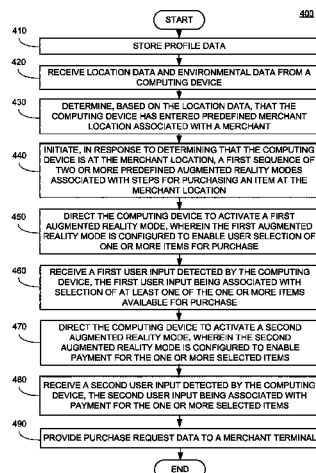 400
START
410
STORE PROFILE DATA
420
RECEIVE LOCATION DATA AND ENVIRONMENTAL DATA FROM A
COMPUTING DEVICE
430
DETERMINE, BASED ON THE LOCATION DATA, THAT THE
COMPUTING DEVICE HAS ENTERED PREDEFINED MERCHANT
LOCATION ASSOCIATED WITH A MERCHANT
440
INITIATE, IN RESPONSE TO DETERMINING THAT THE COMPUTING
DEVICE IS AT THE MERCHANT LOCATION, A FIRST SEQUENCE OF
TWO OR MORE PREDEFINED AUGMENTED REALITY MODES
ASSOCIATED WITH STEPS FOR PURCHASING AN ITEM AT THE
MERCHANT LOCATION
450
DIRECT THE COMPUTING DEVICE TO ACTIVATE A FIRST
AUGMENTED REALITY MODE, WHEREIN THE FIRST AUGMENTED
REALITY MODE IS CONFIGURED TO ENABLE USER SELECTION OF
ONE OR MORE ITEMS FOR PURCHASE
460
RECEIVE A FIRST USER INPUT DETECTED BY THE COMPUTING
DEVICE, THE FIRST USER INPUT BEING ASSOCIATED WITH
SELECTION OF AT LEAST ONE OF THE ONE OR MORE ITEMS
AVAILABLE FOR PURCHASE
470
DIRECT THE COMPUTING DEVICE TO ACTIVATE A SECOND
AUGMENTED REALITY MODE, WHEREIN THE SECOND
AUGMENTED REALITY MODE IS CONFIGURED TO ENABLE
PAYMENT FOR THE ONE OR MORE SELECTED ITEMS
480
RECEIVE A SECOND USER INPUT DETECTED BY THE COMPUTING
DEVICE, THE SECOND USER INPUT BEING ASSOCIATED WITH
PAYMENT FOR THE ONE OR MORE SELECTED ITEMS
490
PROVIDE PURCHASE REQUEST DATA TO A MERCHANT TERMINAL
END